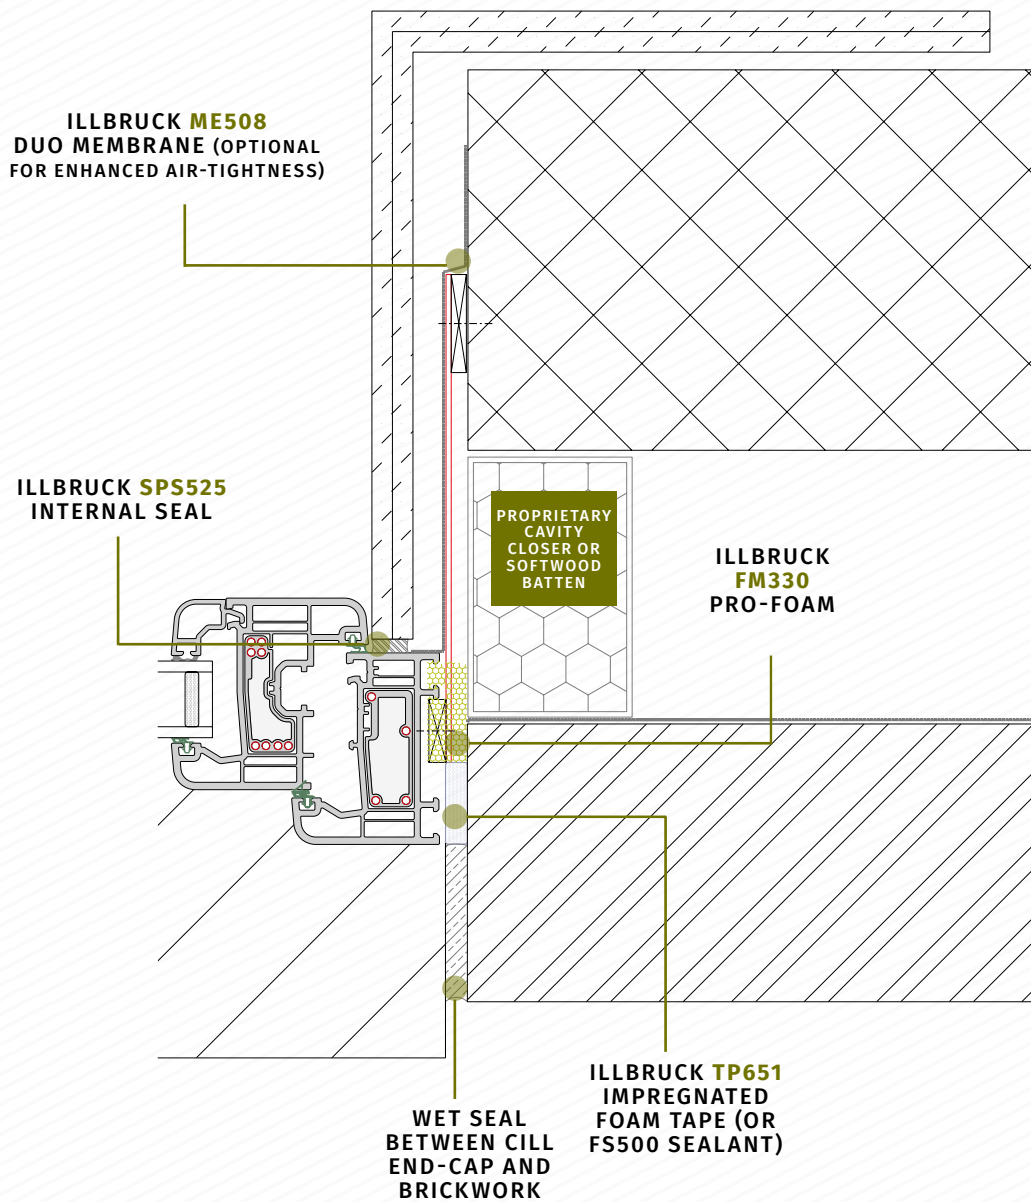 ILLBRUCK ME508
DUO MEMBRANE (OPTIONAL
FOR ENHANCED AIR-TIGHTNESS)
ILLBRUCK SPS525
INTERNAL SEAL
PROPRIETARY
CAVITY
CLOSER OR
SOFTWOOD
BATTEN
ILLBRUCK
FM330
PRO-FOAM
ILLBRUCK TP651
IMPREGNATED
FOAM TAPE (OR
FS500 SEALANT)
WET SEAL
BETWEEN CILL
END-CAP AND
BRICKWORK